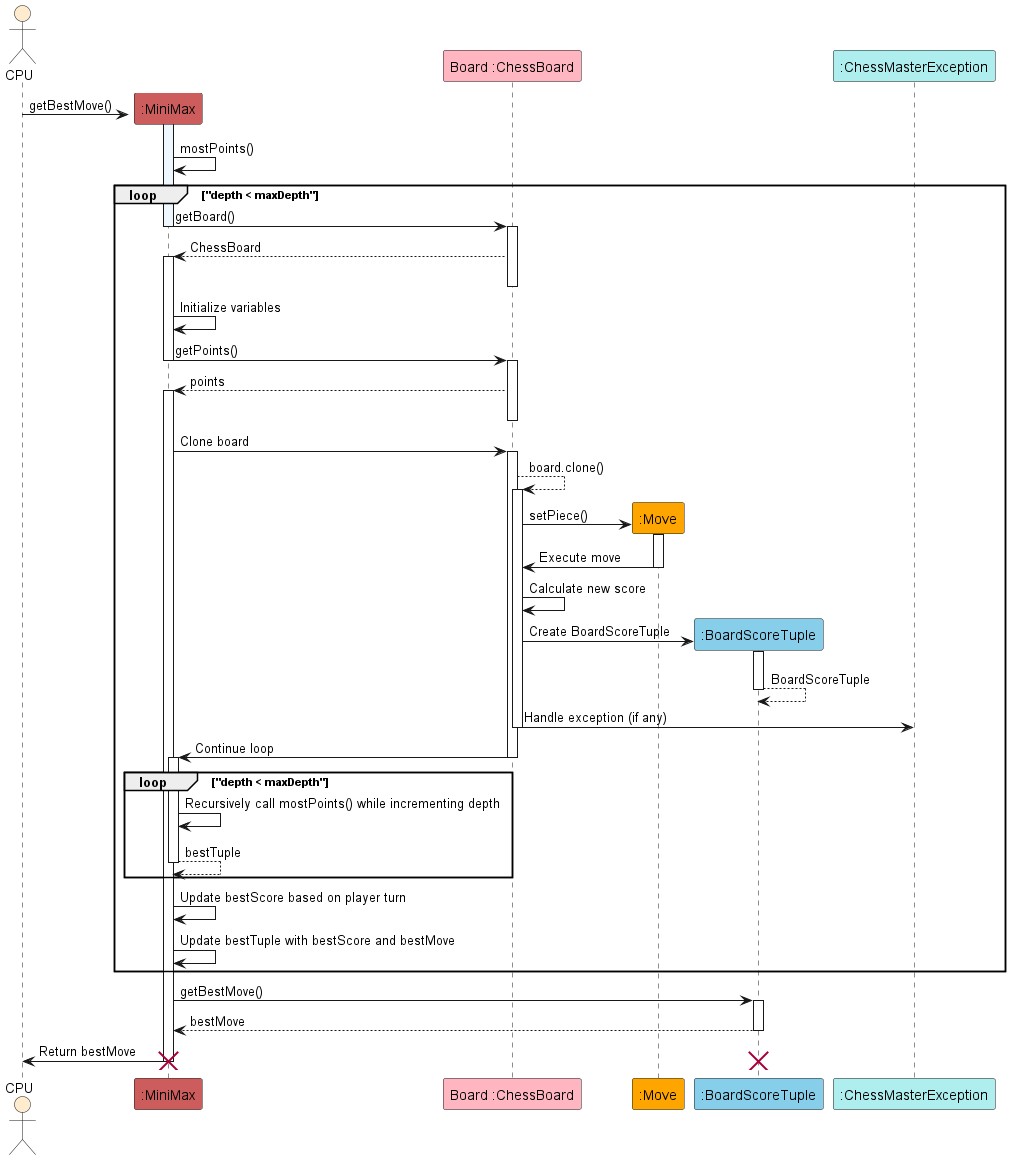 CPU
Board :ChessBoard
:ChessMasterException
getBestMove()
:MiniMax
mostPoints()
loop ["depth < maxDepth"]
getBoard()
ChessBoard
Initialize variables
getPoints()
points
Clone board
board.clone()
setPiece()
:Move
Execute move
Calculate new score
Create BoardScoreTuple
:BoardScoreTuple
BoardScoreTuple
Handle exception (if any)
Continue loop
loop ["depth < maxDepth"]
Recursively call mostPoints() while incrementing depth
bestTuple
Update bestScore based on player turn
Update bestTuple with bestScore and bestMove
getBestMove()
bestMove
Return bestMove
CPU
:MiniMax
Board :ChessBoard
:Move
:BoardScoreTuple
:ChessMasterException